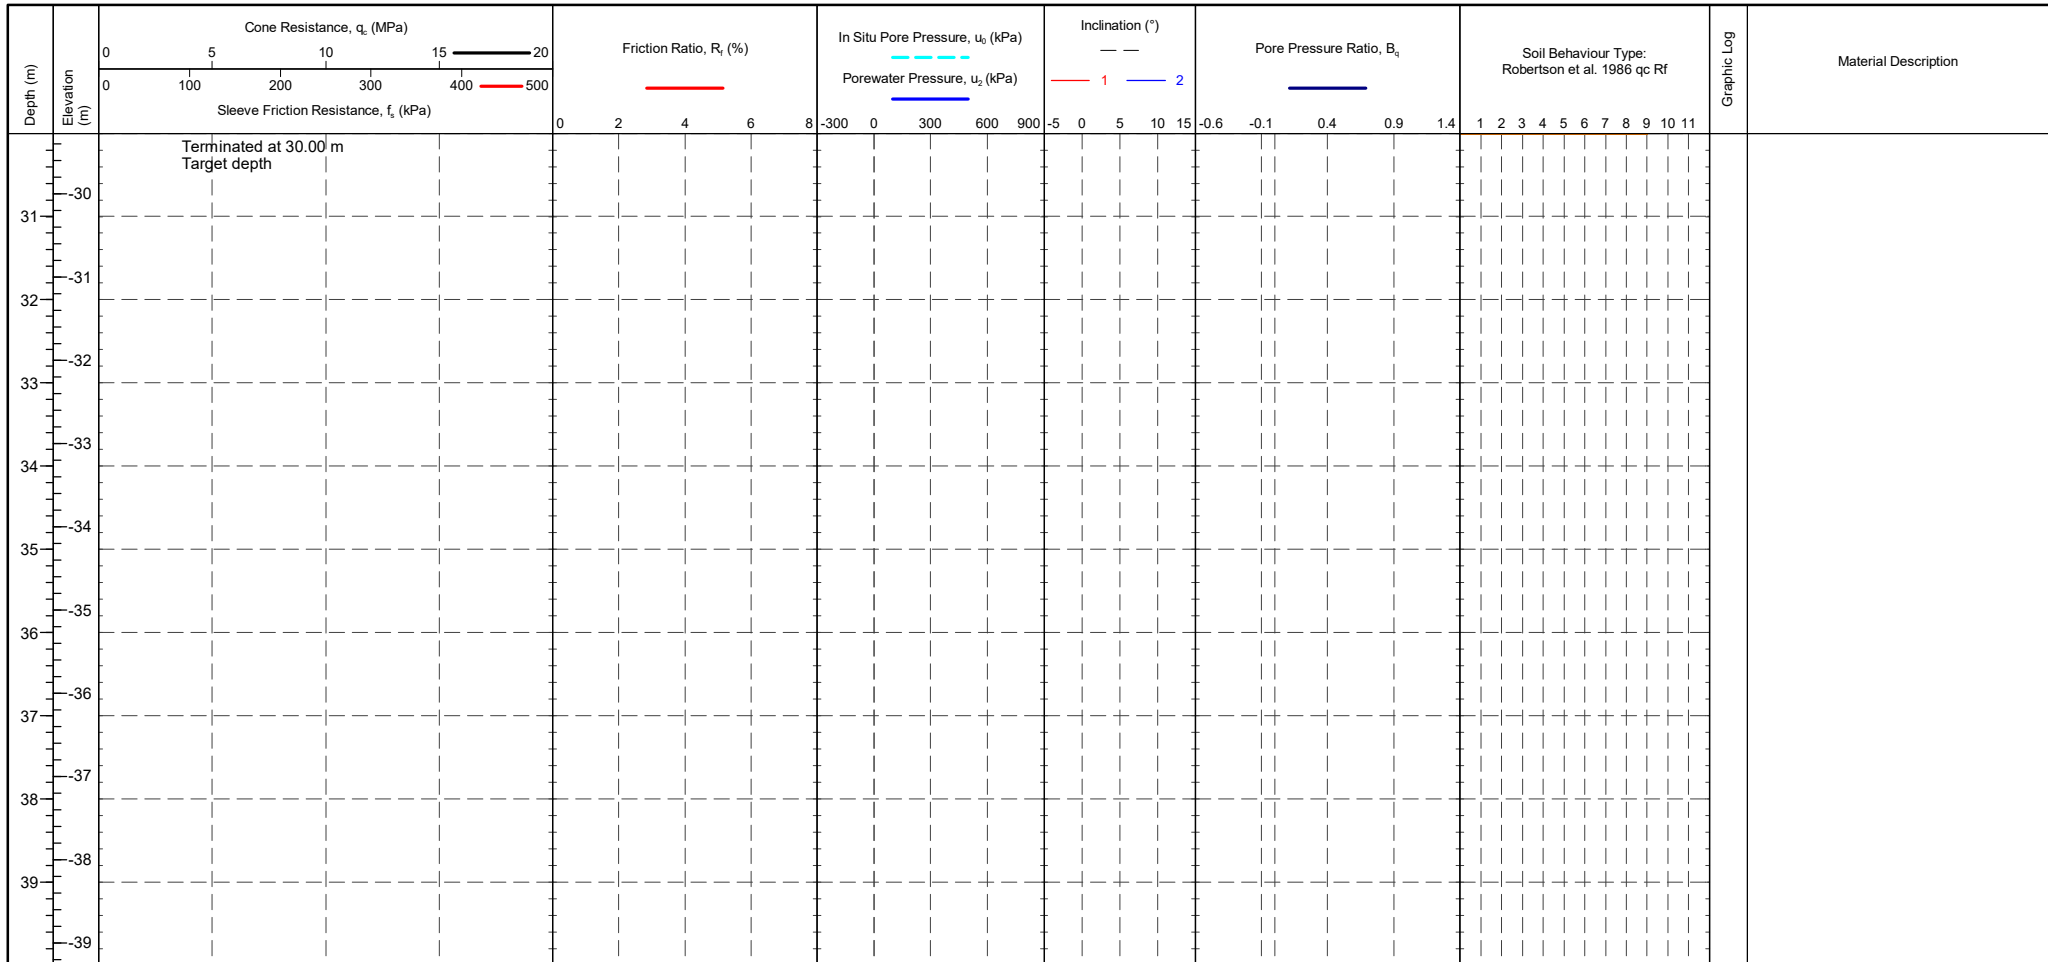 Depth (m)
Elevation
(m)
Cone Resistance, qc (MPa)
0 5 10 15 20
0 100 200 300 400 500
Sleeve Friction Resistance, fs (kPa)
Friction Ratio, Rf (%)
0 2 4 6 8
In Situ Pore Pressure, u0 (kPa)
Porewater Pressure, u2 (kPa)
-300 0 300 600 900
Inclination (°)
1 2
-5 0 5 10 15
Pore Pressure Ratio, Bq
-0.6 -0.1 0.4 0.9 1.4
Soil Behaviour Type:
Robertson et al. 1986 qc Rf
1 2 3 4 5 6 7 8 9 10 11
Graphic Log
Material Description
Terminated at 30.00 m
Target depth
-30
31
-31
32
-32
33
-33
34
-34
35
-35
36
-36
37
-37
38
-38
39
-39